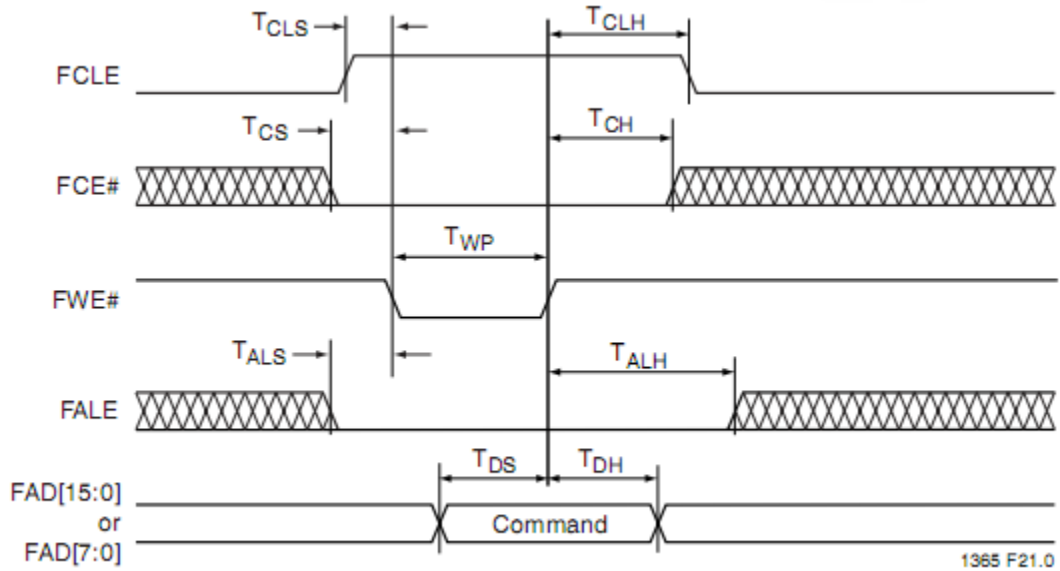 TCLS
TCLH
FCLE
TCS
TCH
FCE#
TWP
FWE#
TALS
TALH
FALE
TDS
TDH
FAD[15:0]
or
FAD[7:0]
Command
1365 F21.0